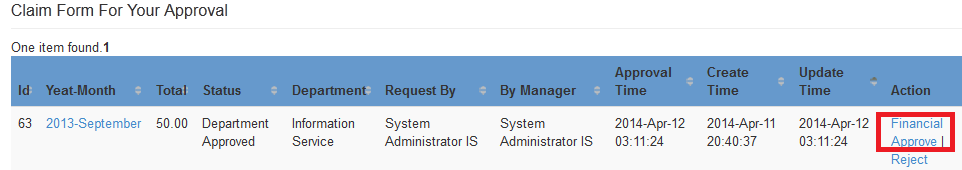 Claim Form For Your Approval
One item found.1
Id Yeat-Month Total Status Department Request By By Manager Approval Time Create Time Update Time Action
63 2013-September 50.00 Department Approved Information Service System Administrator IS System Administrator IS 2014-Apr-12 03:11:24 2014-Apr-11 20:40:37 2014-Apr-12 03:11:24 Financial Approve | Reject